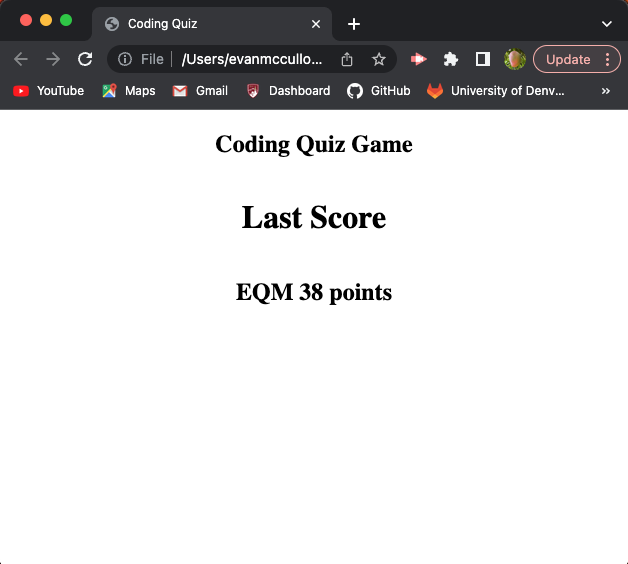 Coding Quiz
File /Users/evanmccullo...
Update
YouTube Maps Gmail Dashboard GitHub University of Denv... »
Coding Quiz Game
Last Score
EQM 38 points